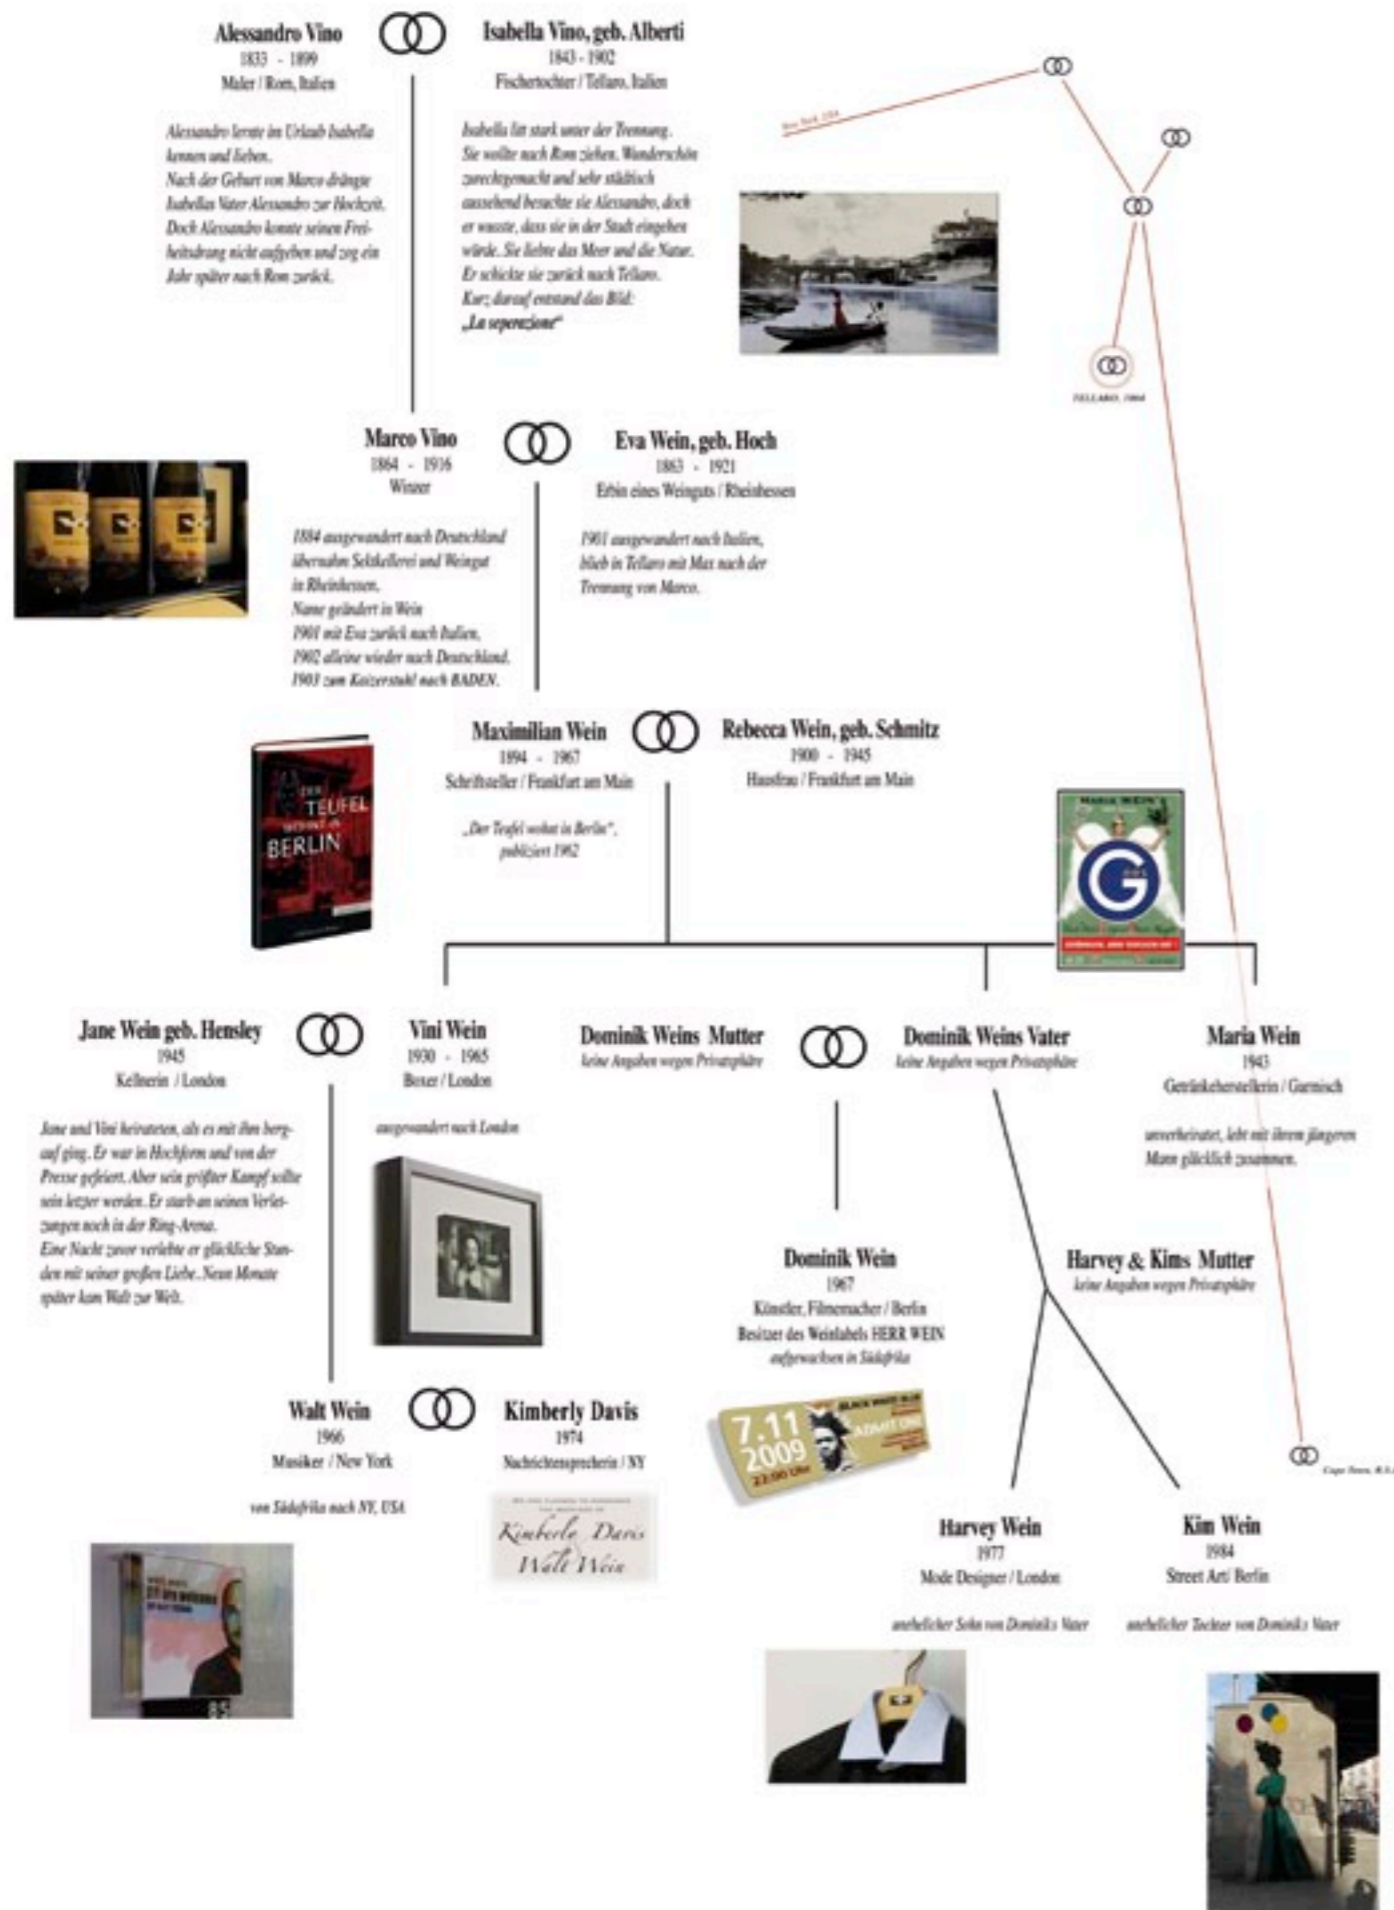 Alessandro Vino
1833 - 1899
Maler / Rom, Italien
Alessandro lernte im Urlaub Isabella
kennen und lieben.
Nach der Geburt von Marco drängte
Isabellas Vater Alessandro zur Hochzeit.
Doch Alessandro konnte seinen Frei-
heitsdrang nicht aufgeben und zog ein
Jahr später nach Rom zurück.
Isabella Vino, geb. Alberti
1843 - 1902
Fischertochter / Tellaro, Italien
Isabella litt stark unter der Trennung.
Sie wollte nach Rom ziehen. Wunderschön
zurechtgemacht und sehr städtisch
aussehend besuchte sie Alessandro, doch
er wusste, dass sie in der Stadt eingehen
würde. Sie liebte das Meer und die Natur.
Er schickte sie zurück nach Tellaro.
Kurz darauf entstand das Bild:
„La seperazione“
New York, USA
TELLARO, 1864
Marco Vino
1864 - 1916
Winzer
1884 ausgewandert nach Deutschland
übernahm Sektkellerei und Weingut
in Rheinhessen.
Name geändert in Wein
1901 mit Eva zurück nach Italien,
1902 alleine wieder nach Deutschland.
1903 zum Kaiserstuhl nach BADEN.
Eva Wein, geb. Hoch
1863 - 1921
Erbin eines Weinguts / Rheinhessen
1901 ausgewandert nach Italien,
blieb in Tellaro mit Max nach der
Trennung von Marco.
Maximilian Wein
1894 - 1967
Schriftsteller / Frankfurt am Main
„Der Teufel wohnt in Berlin“,
publiziert 1962
Rebecca Wein, geb. Schmitz
1900 - 1945
Hausfrau / Frankfurt am Main
DER
TEUFEL
WOHNT IN
BERLIN
MARIA WEIN'S
G
Jane Wein geb. Hensley
1945
Kellnerin / London
Jane und Vini heirateten, als es mit ihm berg-
auf ging. Er war in Hochform und von der
Presse gefeiert. Aber sein größter Kampf sollte
sein letzter werden. Er starb an seinen Verlet-
zungen noch in der Ring-Arena.
Eine Nacht zuvor verlebte er glückliche Stun-
den mit seiner großen Liebe. Neun Monate
später kam Walt zur Welt.
Vini Wein
1930 - 1965
Boxer / London
ausgewandert nach London
Dominik Weins Mutter
keine Angaben wegen Privatsphäre
Dominik Weins Vater
keine Angaben wegen Privatsphäre
Maria Wein
1943
Getränkeherstellerin / Garmisch
unverheiratet, lebt mit ihrem jüngeren
Mann glücklich zusammen.
Dominik Wein
1967
Künstler, Filmemacher / Berlin
Besitzer des Weinlabels HERR WEIN
aufgewachsen in Südafrika
Harvey & Kims Mutter
keine Angaben wegen Privatsphäre
7.11
2009
22:00 Uhr
ADMIT ONE
Walt Wein
1966
Musiker / New York
von Südafrika nach NY, USA
Kimberly Davis
1974
Nachrichtensprecherin / NY
Kimberly Davis
Walt Wein
Cape Town, R.S.A
Harvey Wein
1977
Mode Designer / London
unehelicher Sohn von Dominiks Vater
Kim Wein
1984
Street Art/ Berlin
unehelicher Tochter von Dominiks Vater